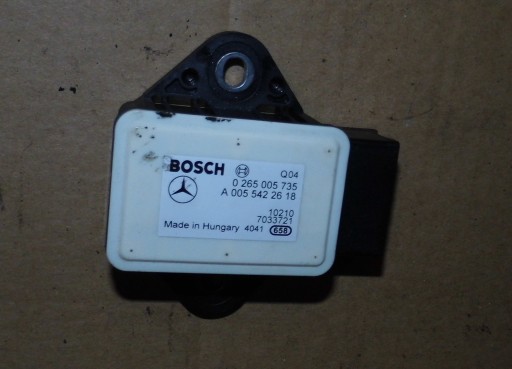 BOSCH Q04
0 265 005 735
A 005 542 26 18
10210
7033721
Made in Hungary 4041 658